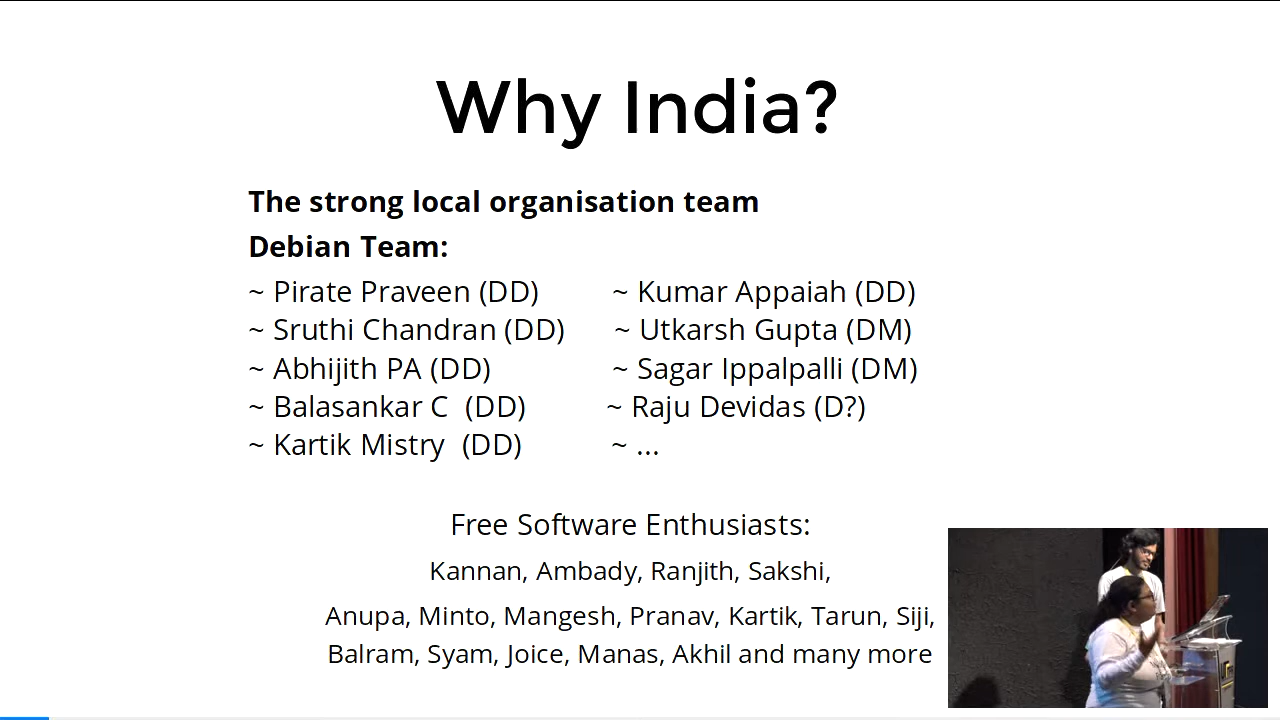 Why India?
The strong local organisation team
Debian Team:
~ Pirate Praveen (DD) ~ Kumar Appaiah (DD)
~ Sruthi Chandran (DD) ~ Utkarsh Gupta (DM)
~ Abhijith PA (DD) ~ Sagar Ippalpalli (DM)
~ Balasankar C (DD) ~ Raju Devidas (D?)
~ Kartik Mistry (DD) ~ ...
Free Software Enthusiasts:
Kannan, Ambady, Ranjith, Sakshi,
Anupa, Minto, Mangesh, Pranav, Kartik, Tarun, Siji,
Balram, Syam, Joice, Manas, Akhil and many more